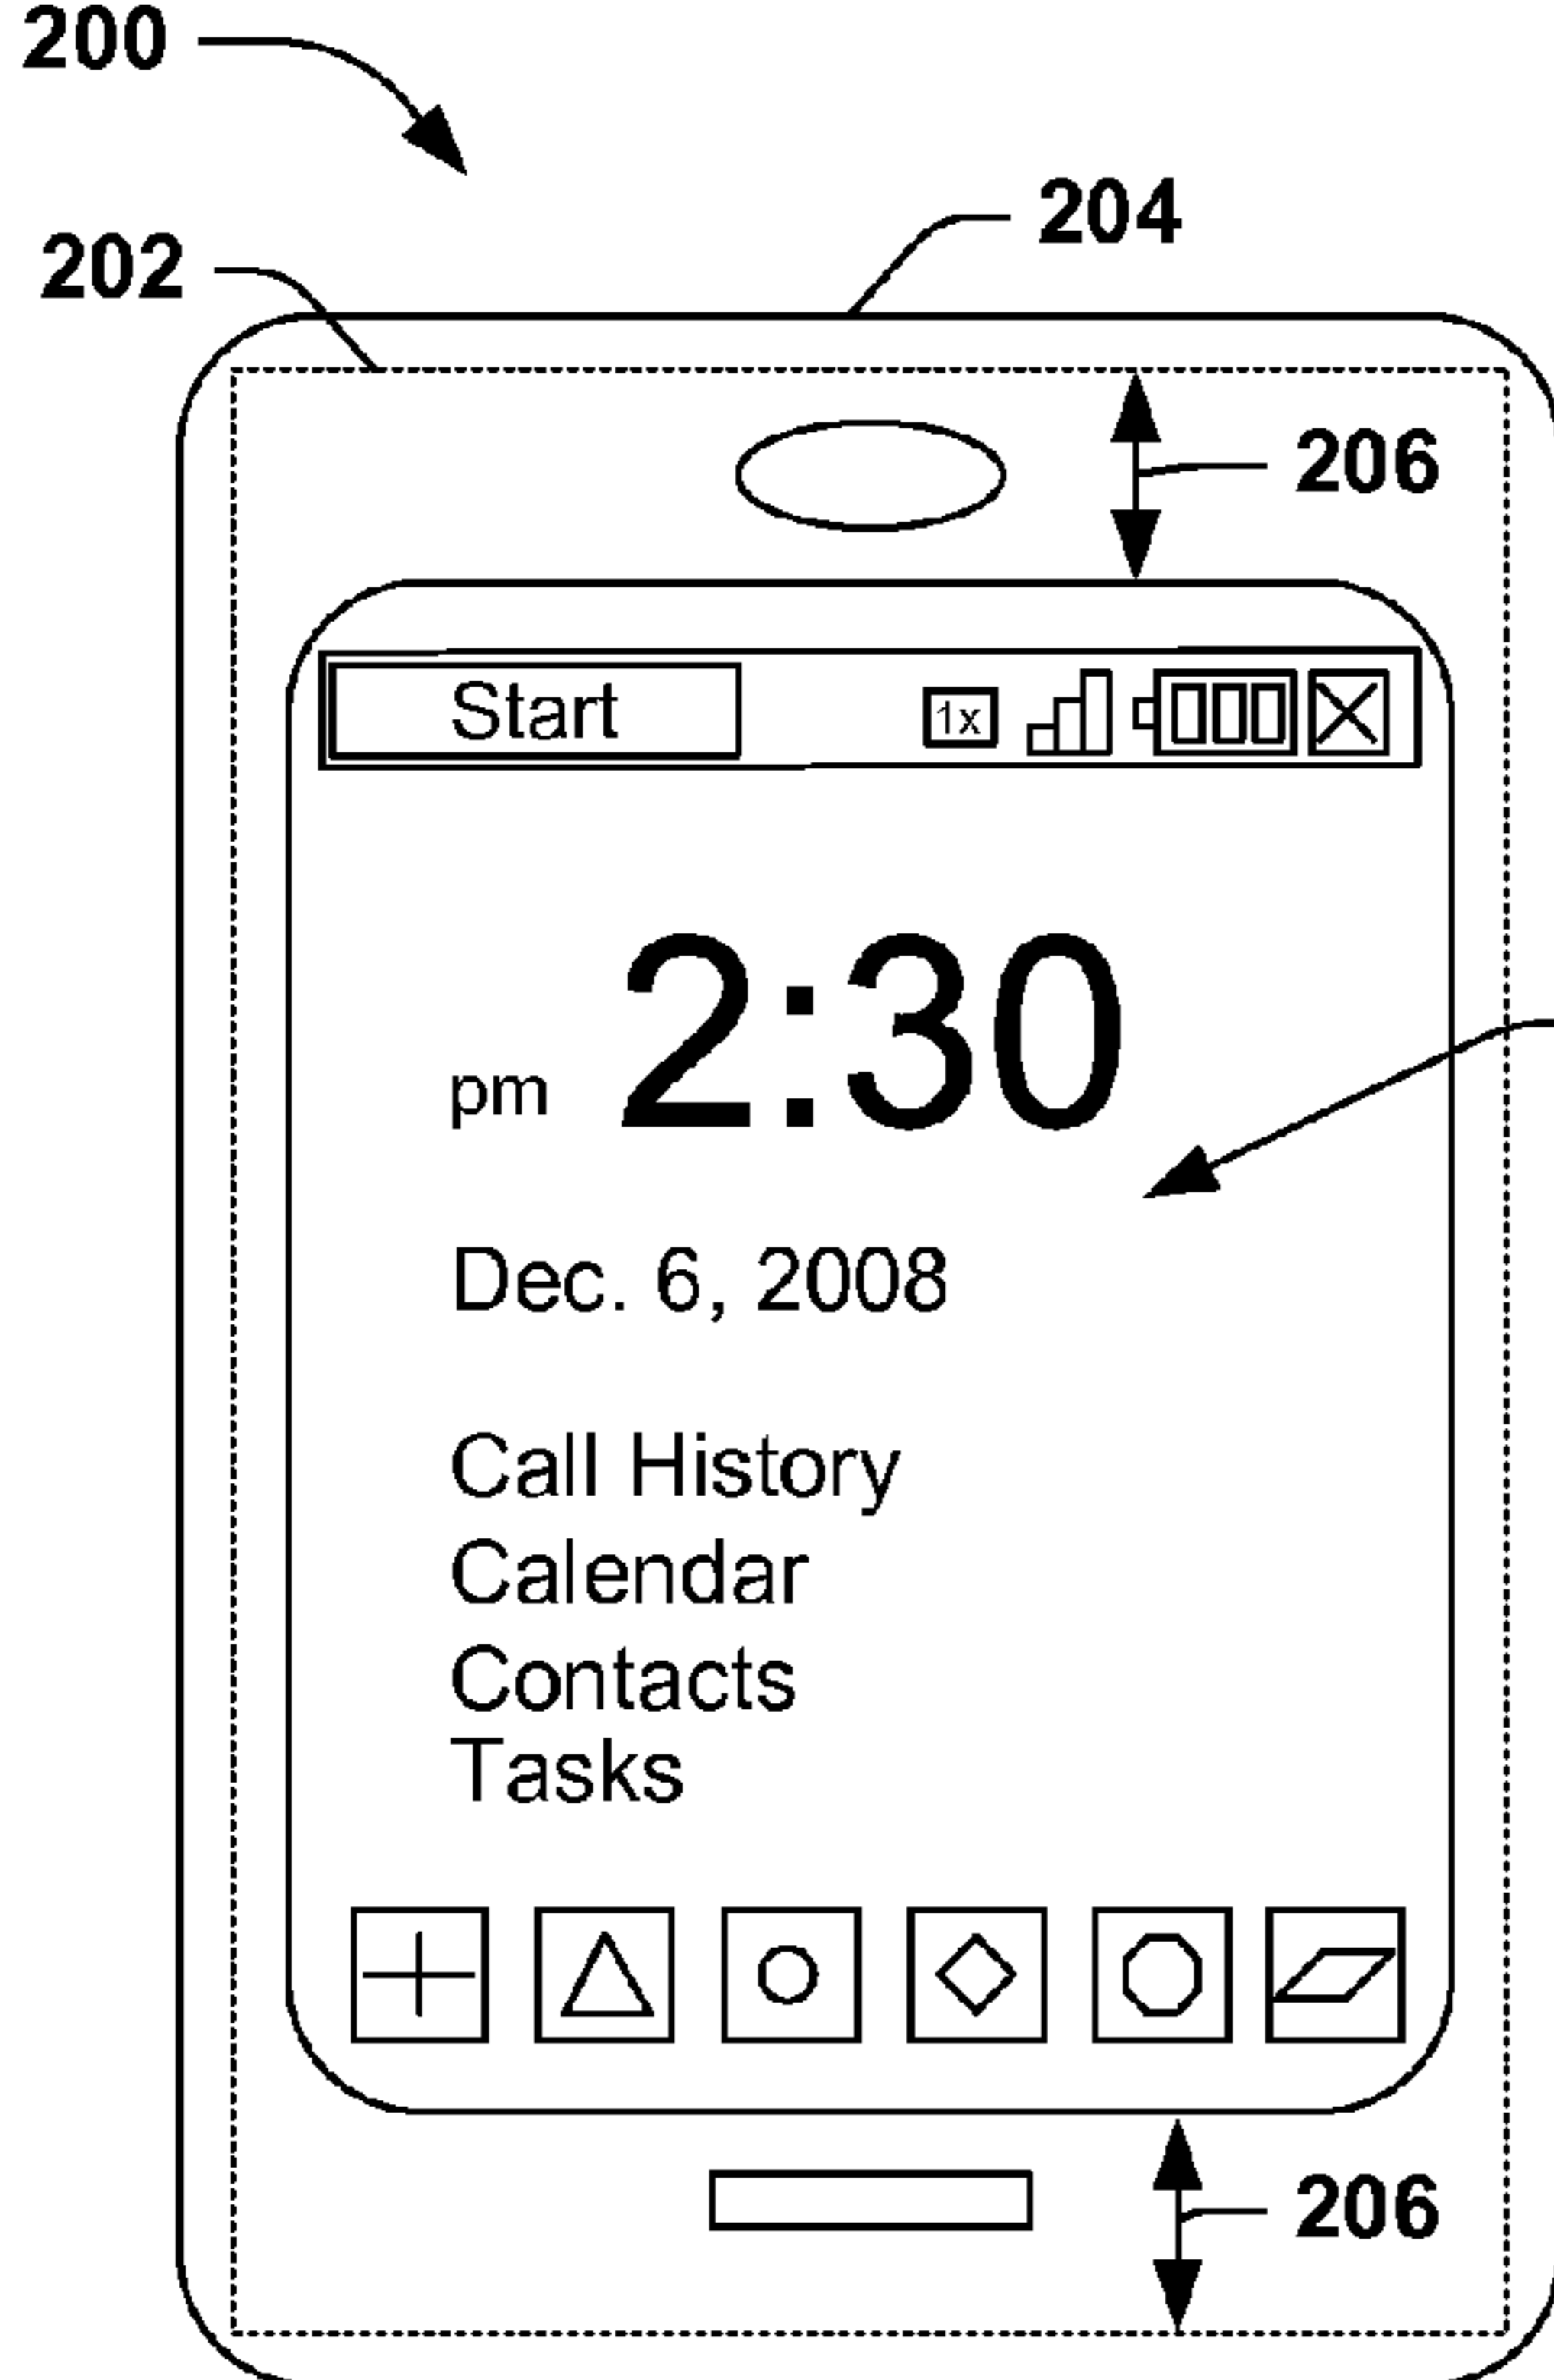 200
204
202
206
Start
1x
2:30
pm
Dec. 6, 2008
Call History
Calendar
Contacts
Tasks
206